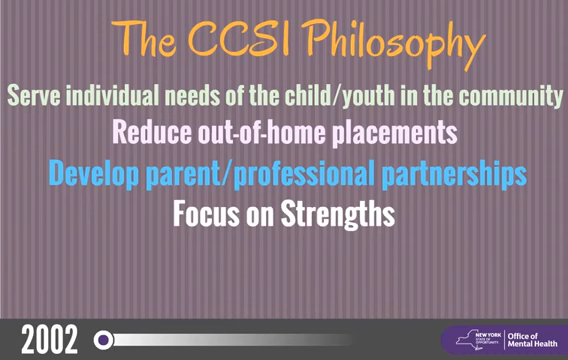 The CCSI Philosophy
Serve individual needs of the child/youth in the community
Reduce out-of-home placements
Develop parent/professional partnerships
Focus on Strengths
2002
NEW YORK
STATE OF
OPPORTUNITY
Office of
Mental Health